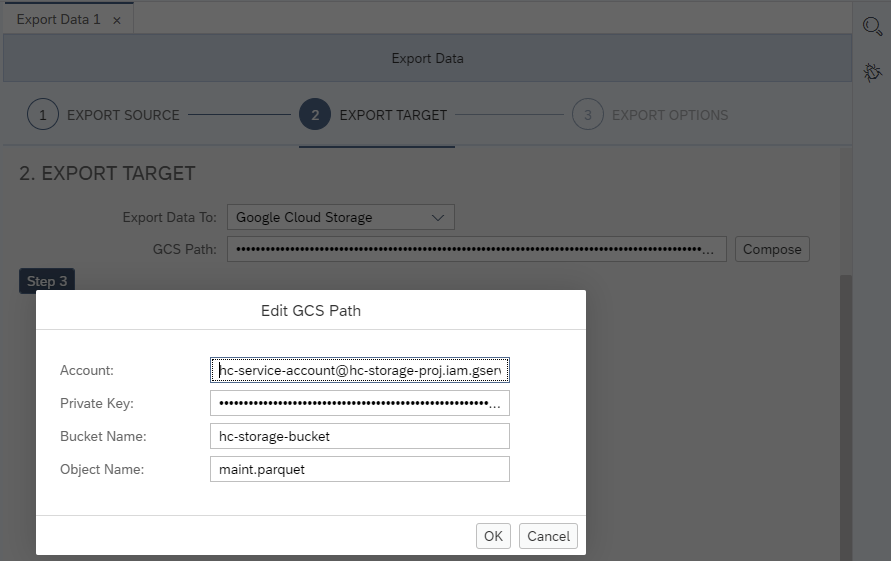 Export Data 1 ×
Export Data
1 EXPORT SOURCE 2 EXPORT TARGET 3 EXPORT OPTIONS
2. EXPORT TARGET
Export Data To: Google Cloud Storage
GCS Path: ••••••••••••••••••••••••••••••••••••••••••••••••••••••••••••••••••••••••••••••••••••••... Compose
Step 3
Edit GCS Path
Account: hc-service-account@hc-storage-proj.iam.gserv
Private Key: ••••••••••••••••••••••••••••••••••••••••••••••••••••••...
Bucket Name: hc-storage-bucket
Object Name: maint.parquet
OK Cancel